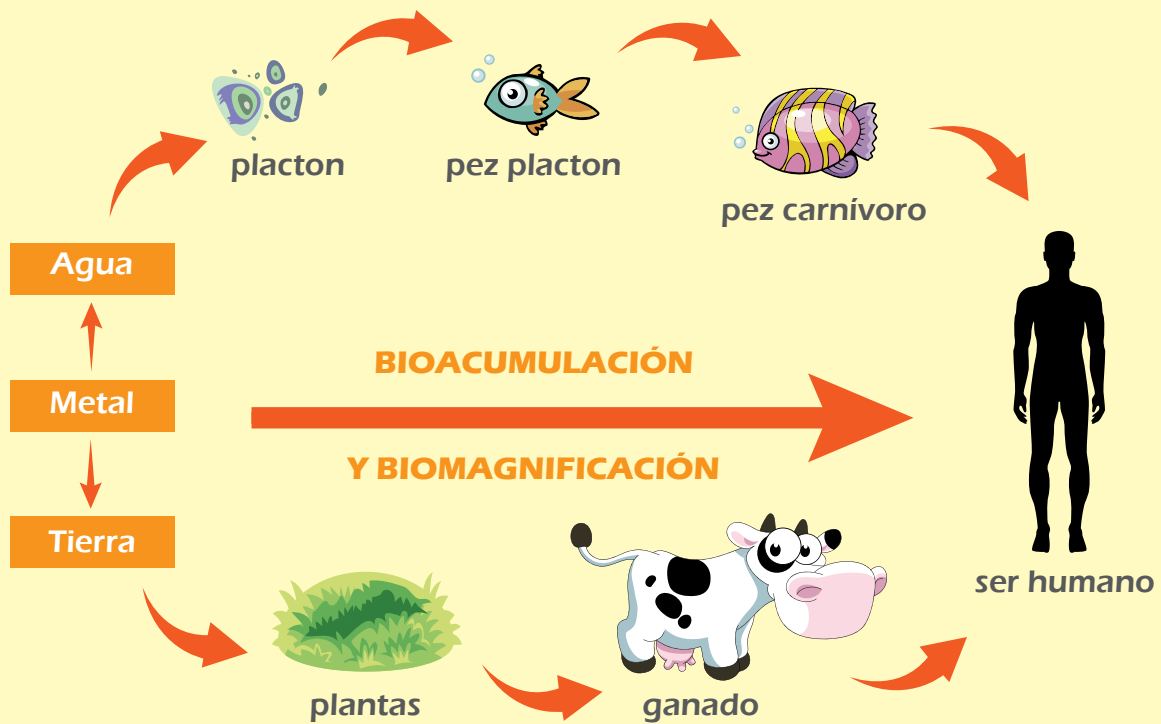 placton
pez placton
pez carnívoro
Agua
Metal
Tierra
BIOACUMULACIÓN
Y BIOMAGNIFICACIÓN
ser humano
plantas
ganado